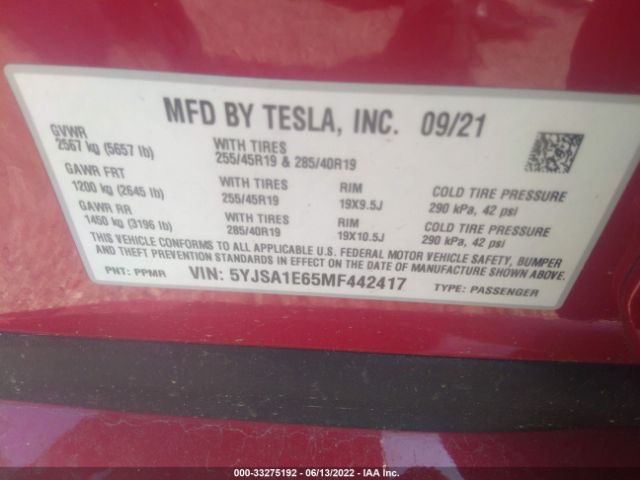 MFD BY TESLA, INC. 09/21
GVWR
2567 kg (5657 lb)
WITH TIRES
255/45R19 & 285/40R19
GAWR FRT
1200 kg (2645 lb)
WITH TIRES
255/45R19
RIM
19X9.5J
COLD TIRE PRESSURE
290 kPa, 42 psi
GAWR RR
1450 kg (3196 lb)
WITH TIRES
285/40R19
RIM
19X10.5J
COLD TIRE PRESSURE
290 kPa, 42 psi
THIS VEHICLE CONFORMS TO ALL APPLICABLE U.S. FEDERAL MOTOR VEHICLE SAFETY, BUMPER
AND THEFT PREVENTION STANDARDS IN EFFECT ON THE DATE OF MANUFACTURE SHOWN ABOVE.
PNT: PPMR
VIN: 5YJSA1E65MF442417
TYPE: PASSENGER
000-33275192 - 06/13/2022 - IAA Inc.